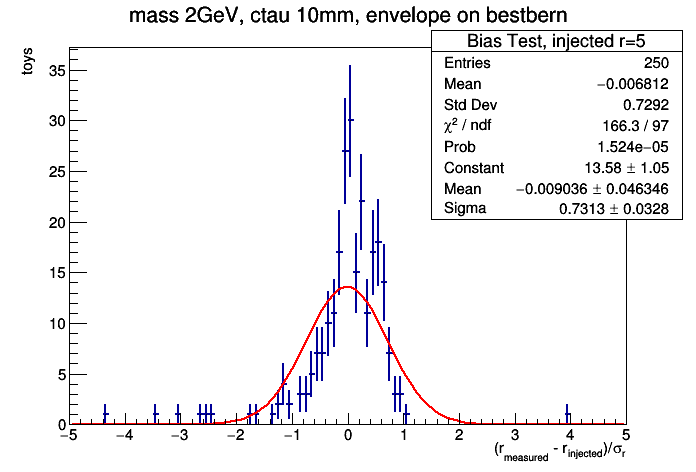 mass 2GeV, ctau 10mm, envelope on bestbern
toys
Bias Test, injected r=5
Entries 250
Mean −0.006812
Std Dev 0.7292
χ² / ndf 166.3 / 97
Prob 1.524e−05
Constant 13.58 ± 1.05
Mean −0.009036 ± 0.046346
Sigma 0.7313 ± 0.0328
35
30
25
20
15
10
5
0
−5 −4 −3 −2 −1 0 1 2 3 4 5
(r_measured - r_injected)/σ_r